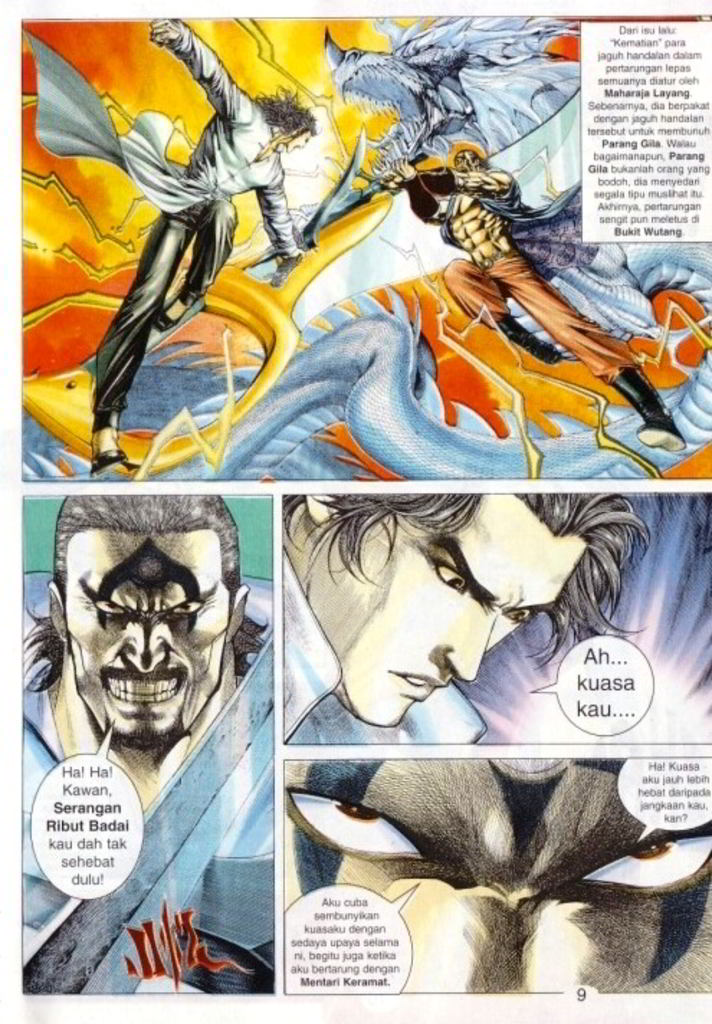 Dari isu lalu:
"Kematian" para
jaguh handalan dalam
pertarungan lepas
semuanya diatur oleh
Maharaja Layang.
Sebenarnya, dia berpakat
dengan jaguh handalan
tersebut untuk membunuh
Parang Gila. Walau
bagaimanapun, Parang
Gila bukanlah orang yang
bodoh, dia menyedari
segala tipu muslihat itu.
Akhirnya, pertarungan
sengit pun meletus di
Bukit Wutang.
Ha! Ha!
Kawan,
Serangan
Ribut Badai
kau dah tak
sehebat
dulu!
Ah...
kuasa
kau....
Ha! Kuasa
aku jauh lebih
hebat daripada
jangkaan kau,
kan?
Aku cuba
sembunyikan
kuasaku dengan
sedaya upaya selama
ni, begitu juga ketika
aku bertarung dengan
Mentari Keramat.
9